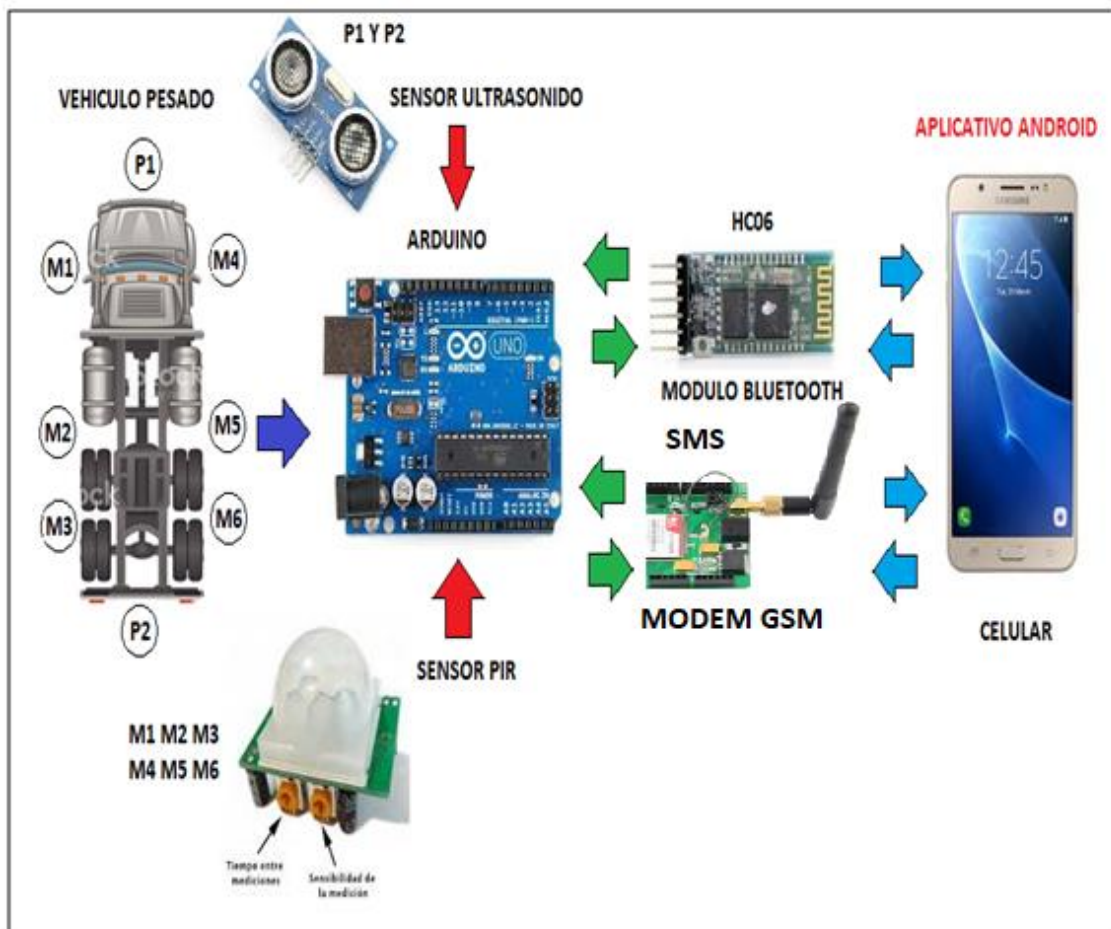 P1 Y P2
VEHICULO PESADO
SENSOR ULTRASONIDO
APLICATIVO ANDROID
P1
SAMSUNG
HC06
ARDUINO
M1
M4
12:45
UNO
ARDUINO
MODULO BLUETOOTH
M2
M5
SMS
M3
M6
MODEM GSM
P2
CELULAR
SENSOR PIR
M1 M2 M3
M4 M5 M6
Tiempo entre
mediciones
Sensibilidad de
la medición